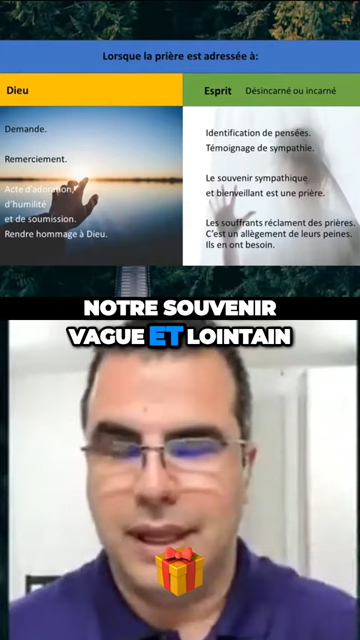 Lorsque la prière est adressée à:
Dieu
Esprit Désincarné ou incarné
Demande.
Remerciement.
Acte d'adoration,
d'humilité
et de soumission.
Rendre hommage à Dieu.
Identification de pensées.
Témoignage de sympathie.
Le souvenir sympathique
et bienveillant est une prière.
Les souffrants réclament des prières.
C'est un allègement de leurs peines.
Ils en ont besoin.
NOTRE SOUVENIR
VAGUE ET LOINTAIN